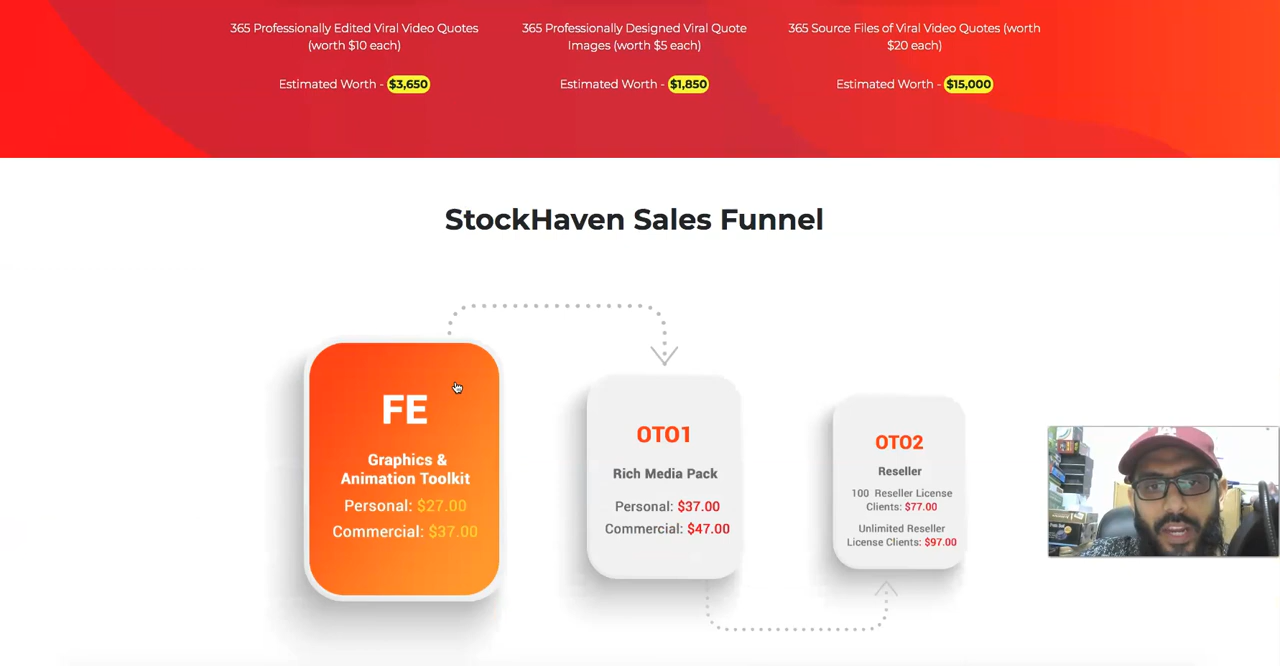 365 Professionally Edited Viral Video Quotes
(worth $10 each)
Estimated Worth - $3,650
365 Professionally Designed Viral Quote
Images (worth $5 each)
Estimated Worth - $1,850
365 Source Files of Viral Video Quotes (worth
$20 each)
Estimated Worth - $15,000
StockHaven Sales Funnel
FE
Graphics &
Animation Toolkit
Personal: $27.00
Commercial: $37.00
OTO1
Rich Media Pack
Personal: $37.00
Commercial: $47.00
OTO2
Reseller
100 Reseller License
Clients: $77.00
Unlimited Reseller
License Clients: $97.00